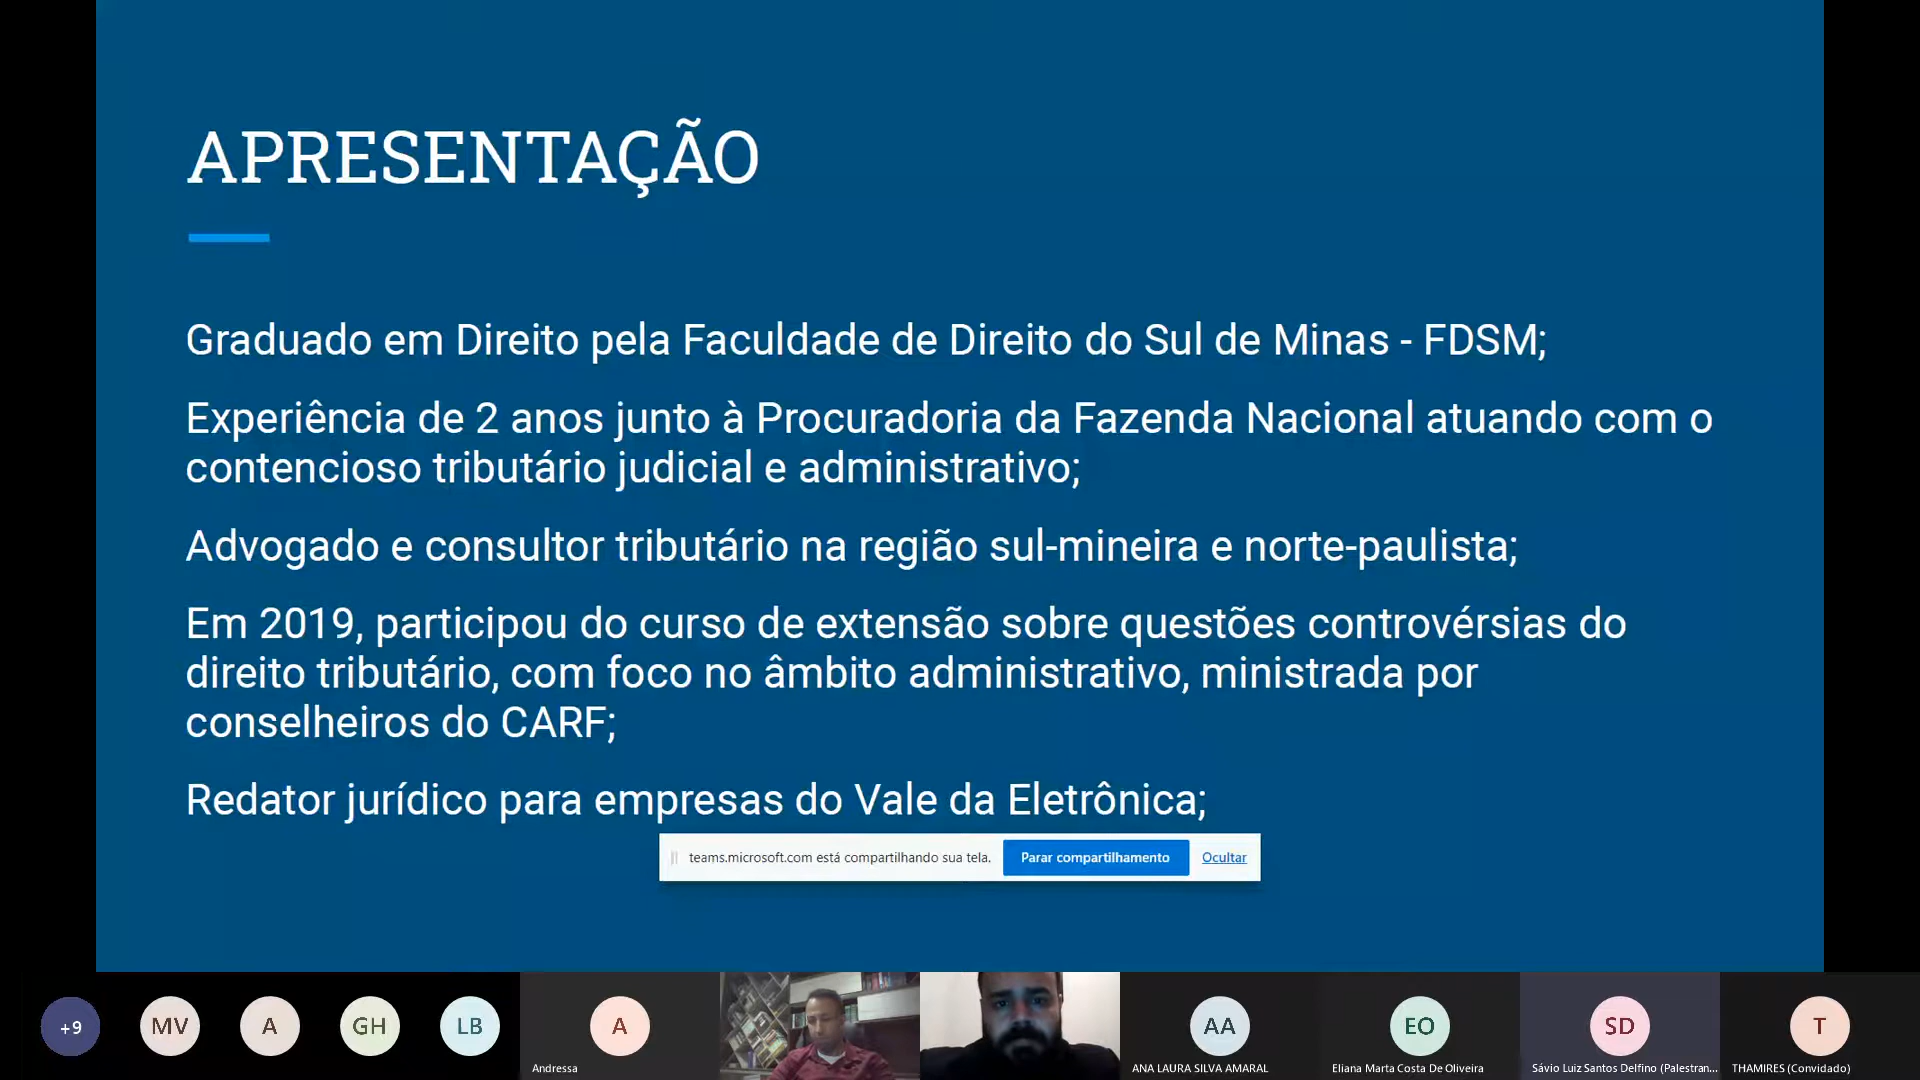 APRESENTAÇÃO
Graduado em Direito pela Faculdade de Direito do Sul de Minas - FDSM;
Experiência de 2 anos junto à Procuradoria da Fazenda Nacional atuando com o
contencioso tributário judicial e administrativo;
Advogado e consultor tributário na região sul-mineira e norte-paulista;
Em 2019, participou do curso de extensão sobre questões controvérsias do
direito tributário, com foco no âmbito administrativo, ministrada por
conselheiros do CARF;
Redator jurídico para empresas do Vale da Eletrônica;
teams.microsoft.com está compartilhando sua tela. Parar compartilhamento Ocultar
+9 MV A GH LB A AA EO SD T
Andressa ANA LAURA SILVA AMARAL Eliana Marta Costa De Oliveira Sávio Luiz Santos Delfino (Palestran... THAMIRES (Convidado)